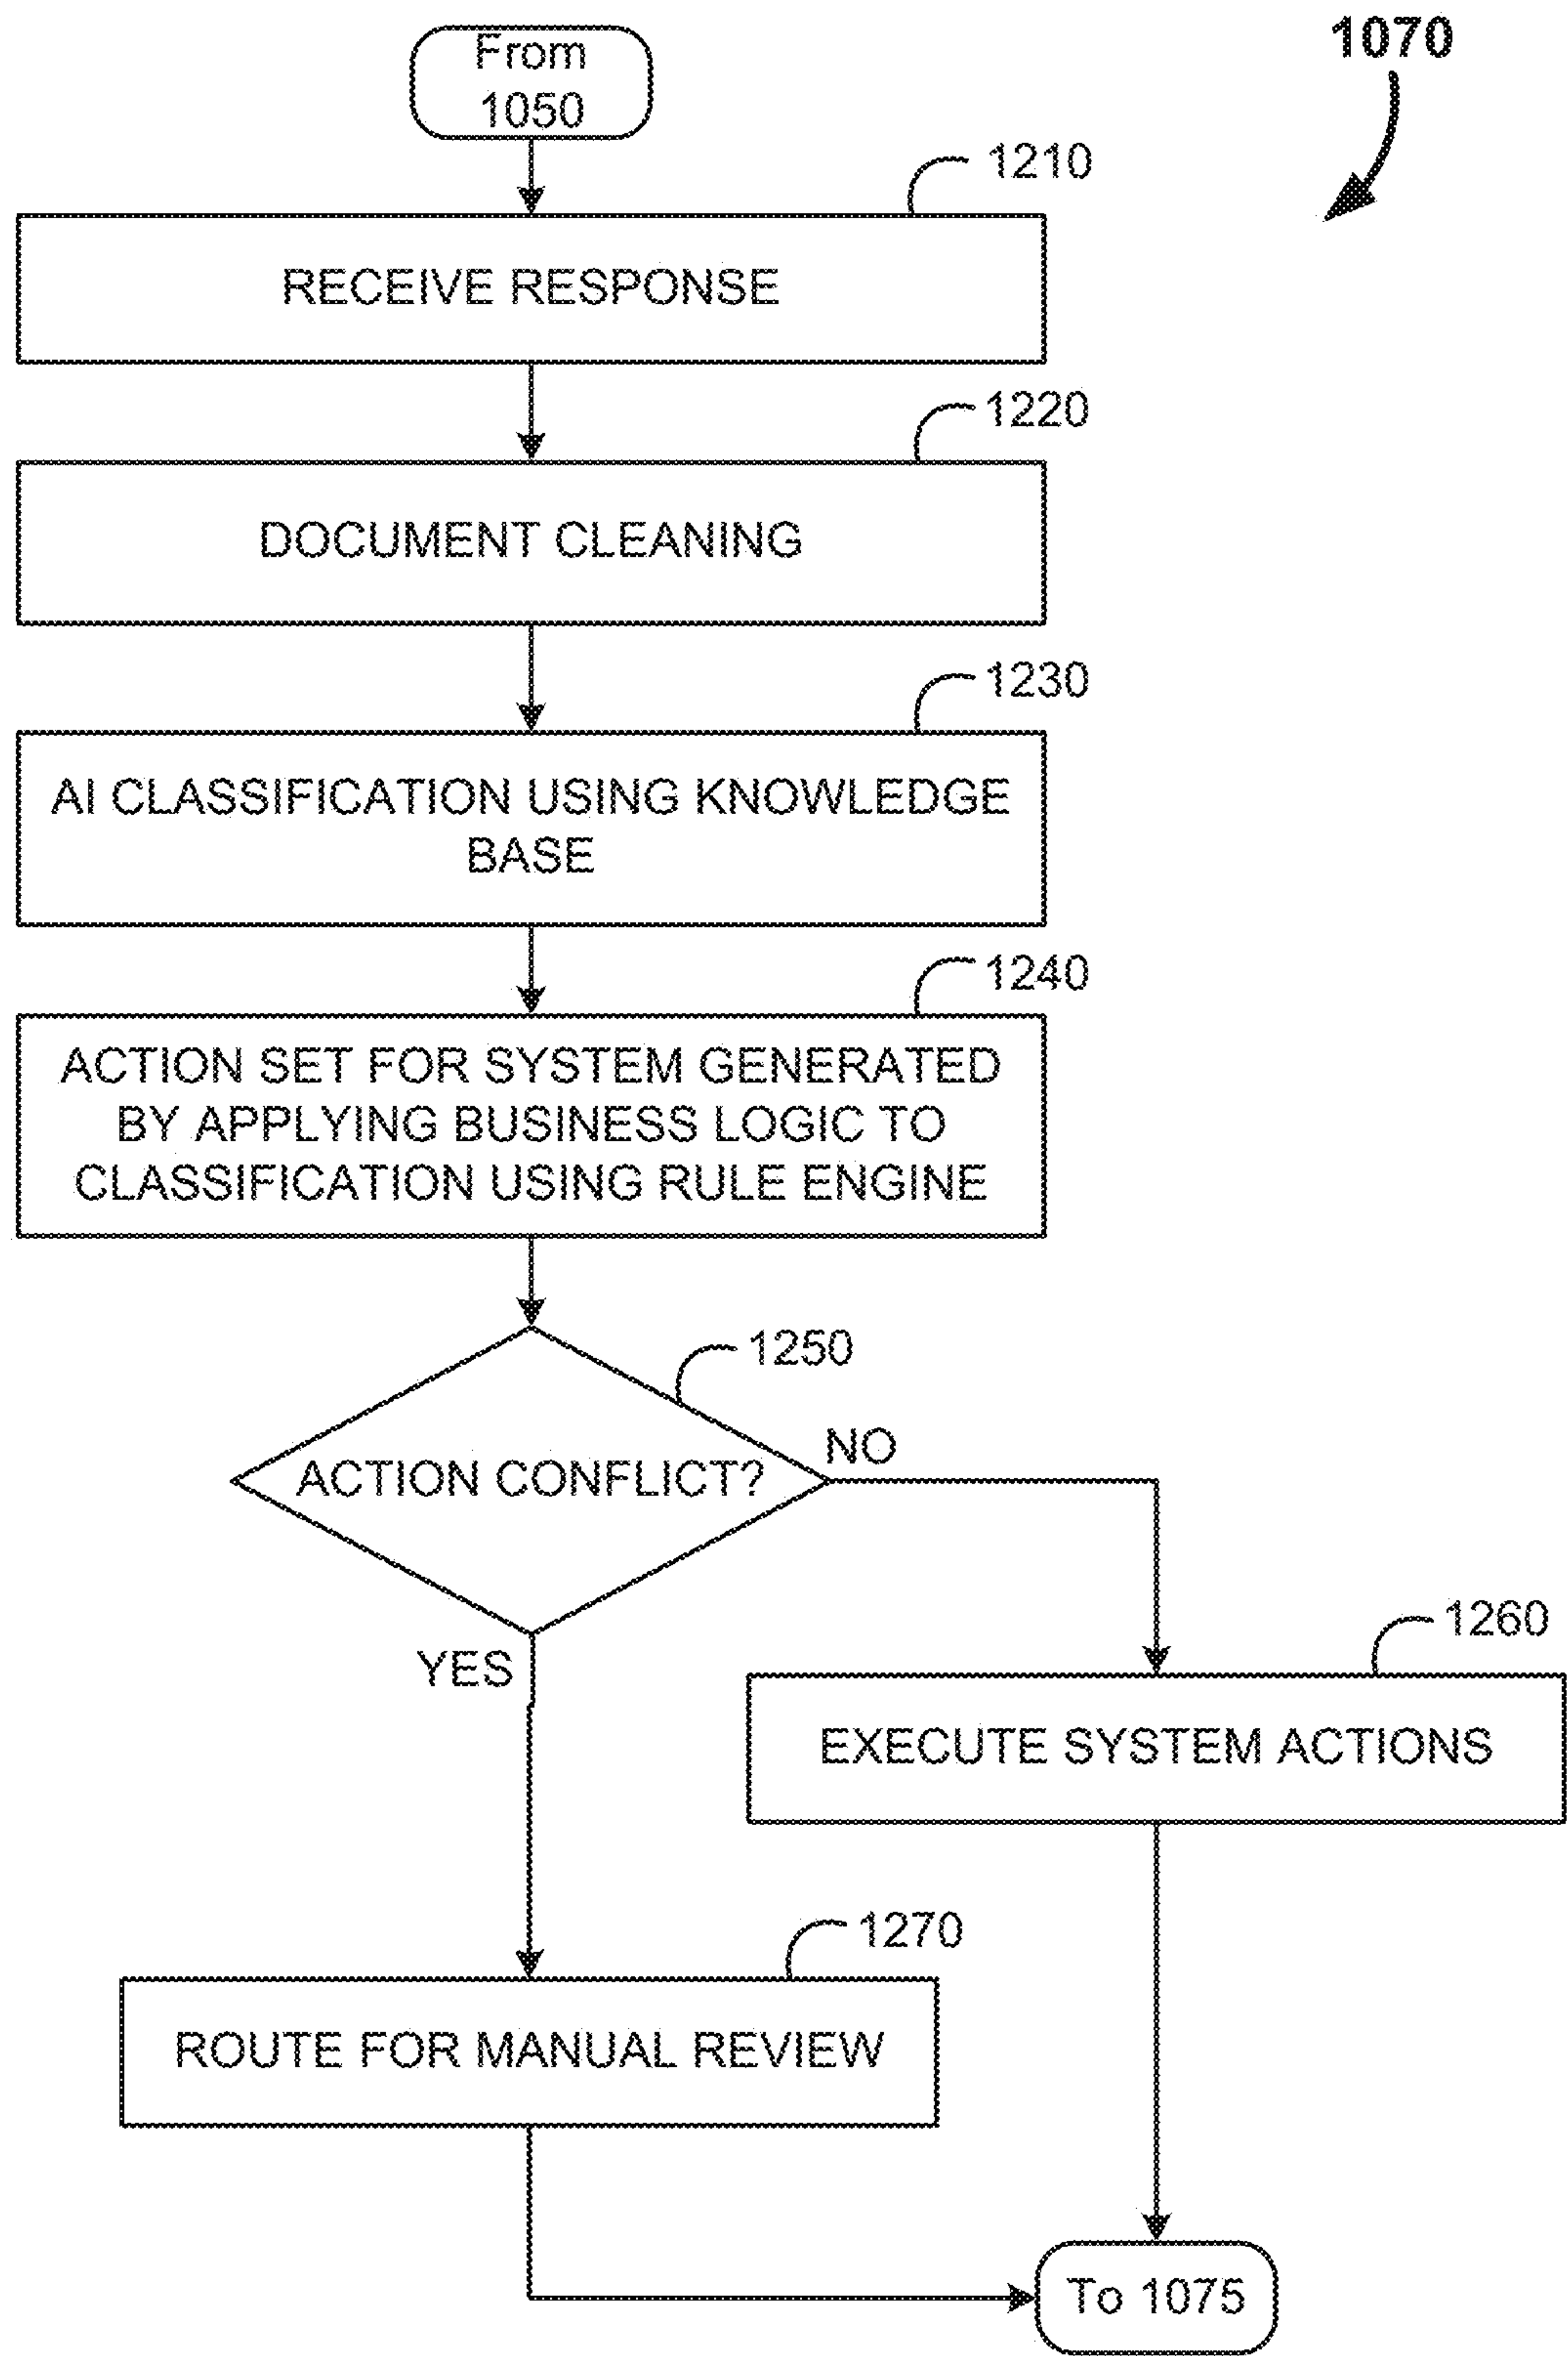 From
1050
1070
1210
RECEIVE RESPONSE
1220
DOCUMENT CLEANING
1230
AI CLASSIFICATION USING KNOWLEDGE
BASE
1240
ACTION SET FOR SYSTEM GENERATED
BY APPLYING BUSINESS LOGIC TO
CLASSIFICATION USING RULE ENGINE
1250
ACTION CONFLICT?
NO
YES
1260
EXECUTE SYSTEM ACTIONS
1270
ROUTE FOR MANUAL REVIEW
To 1075